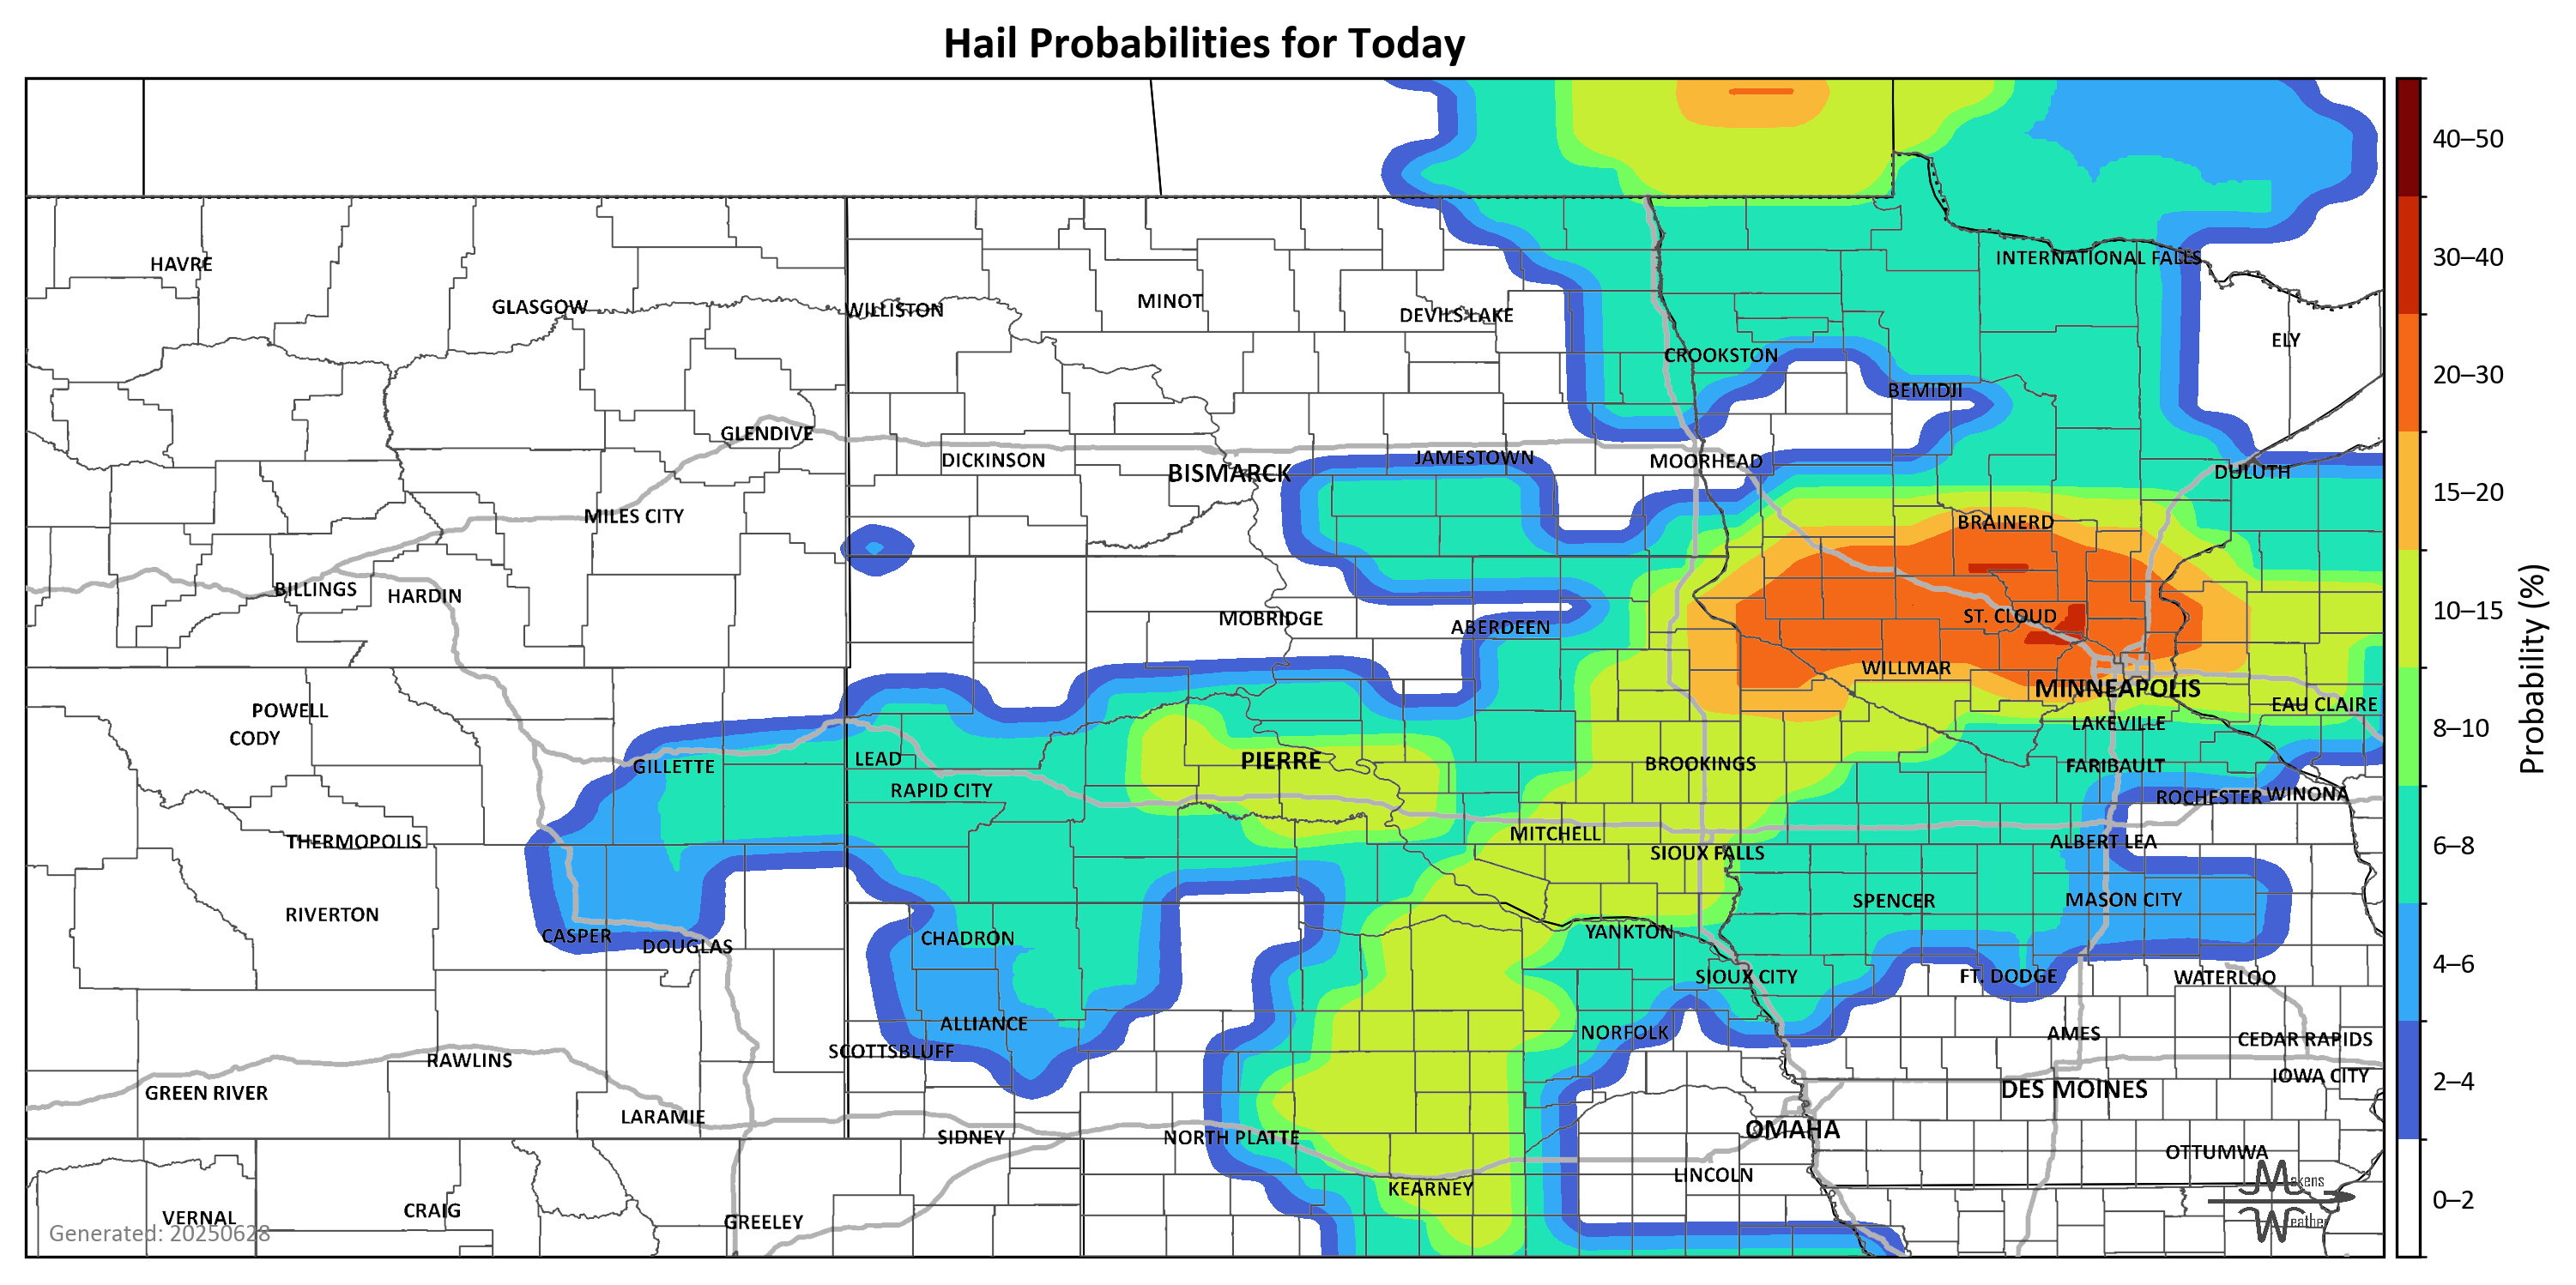 Hail Probabilities for Today
40–50
30–40
20–30
15–20
10–15
8–10
6–8
4–6
2–4
0–2
Probability (%)
HAVRE
INTERNATIONAL FALLS
GLASGOW
WILLISTON
MINOT
DEVILS LAKE
ELY
CROOKSTON
BEMIDJI
GLENDIVE
DICKINSON
BISMARCK
JAMESTOWN
MOORHEAD
DULUTH
MILES CITY
BRAINERD
BILLINGS
HARDIN
MOBRIDGE
ABERDEEN
ST. CLOUD
WILLMAR
MINNEAPOLIS
POWELL
EAU CLAIRE
CODY
LAKEVILLE
GILLETTE
LEAD
PIERRE
BROOKINGS
FARIBAULT
RAPID CITY
ROCHESTER
WINONA
THERMOPOLIS
MITCHELL
ALBERT LEA
SIOUX FALLS
RIVERTON
SPENCER
MASON CITY
CASPER
DOUGLAS
CHADRON
YANKTON
SIOUX CITY
FT. DODGE
WATERLOO
ALLIANCE
NORFOLK
AMES
CEDAR RAPIDS
SCOTTSBLUFF
RAWLINS
IOWA CITY
GREEN RIVER
DES MOINES
LARAMIE
SIDNEY
NORTH PLATTE
OMAHA
OTTUMWA
LINCOLN
KEARNEY
VERNAL
CRAIG
GREELEY
Generated: 20250628
Makens
Weather